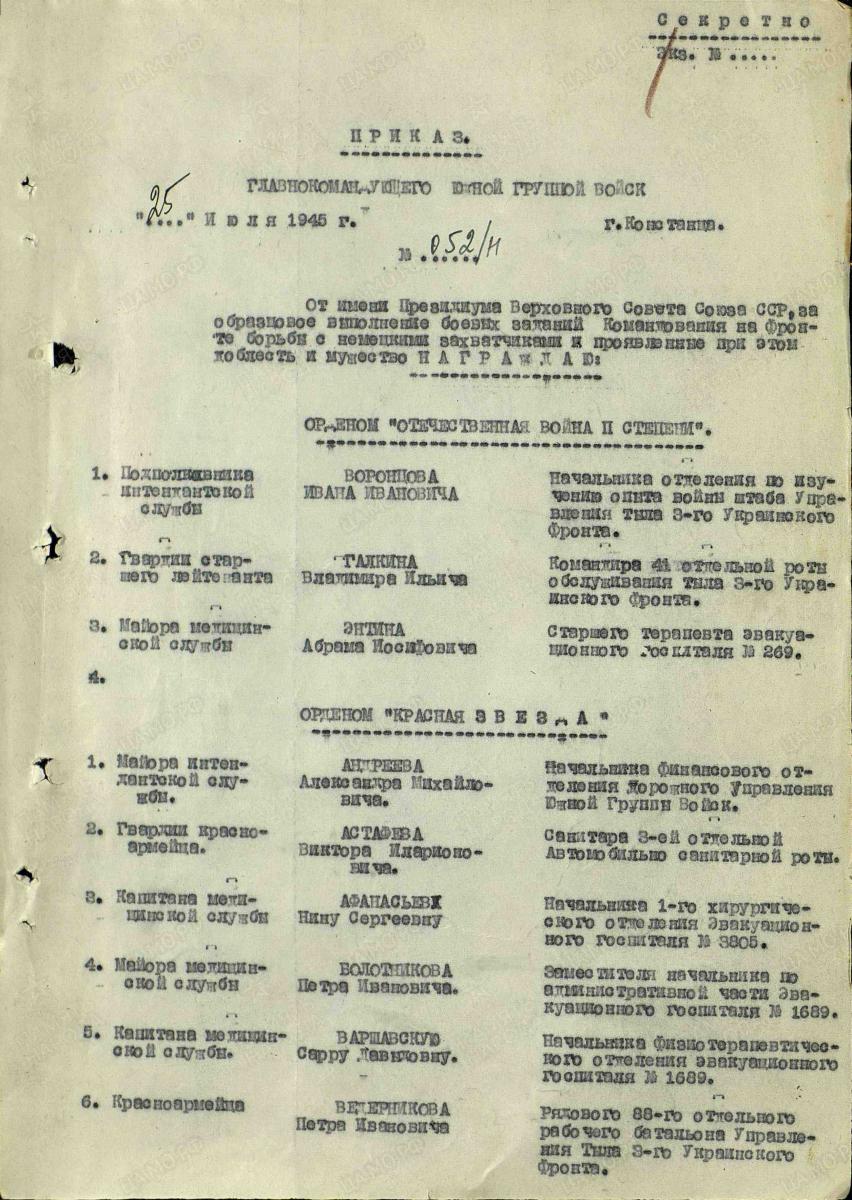 Секретно
Экз. № .....
ПРИКАЗ.
ГЛАВНОКОМАНДУЮЩЕГО ЮЖНОЙ ГРУППОЙ ВОЙСК
"25" Июля 1945 г. г.Констанца.
№ 052/н
От имени Президиума Верховного Совета Союза ССР, за
образцовое выполнение боевых заданий Командования на Фрон-
те борьбы с немецкими захватчиками и проявленные при этом
доблесть и мужество НАГРАЖДАЮ:
ОРДЕНОМ "ОТЕЧЕСТВЕННАЯ ВОЙНА II СТЕПЕНИ".
1. Подполковника ВОРОНЦОВА Начальника отделения по изу-
интендантской ИВАНА ИВАНОВИЧА чению опыта войны штаба Упра-
службы вления тыла 3-го Украинского
Фронта.
2. Гвардии стар- ГАЛКИНА Командира 41 отдельной роты
шего лейтенанта Владимира Ильича обслуживания тыла 3-го Укра-
инского Фронта.
3. Майора медицин- ЭНТИНА Старшего терапевта эвакуа-
ской службы Абрама Иосифовича ционного госпиталя № 269.
4.
ОРДЕНОМ "КРАСНАЯ ЗВЕЗДА"
1. Майора интен- АНДРЕЕВА Начальника Финансового от-
дантской слу- Александра Михайло- деления Дорожного Управления
жбы. вича. Южной Группы Войск.
2. Гвардии красно- АСТАФЕВА Санитара 3-ей отдельной
армейца. Виктора Иларионо- Автомобильно санитарной роты.
вича.
3. Капитана меди- АФАНАСЬЕВУ Начальника 1-го хирургиче-
цинской службы Нину Сергеевну ского отделения Эвакуацион-
ного госпиталя № 3805.
4. Майора медицин- БОЛОТНИКОВА Заместителя начальника по
ской службы Петра Ивановича. административной части Эва-
куационного госпиталя № 1689.
5. Капитана медицин- ВАРШАВСКУЮ Начальника Физиотерапевтичес-
ской службы. Сарру Давыдовну. кого отделения эвакуационного
госпиталя № 1689.
6. Красноармейца ВЕДЕРНИКОВА Рядового 88-го отдельного
Петра Ивановича рабочего батальона Управле-
ния Тыла 3-го Украинского
Фронта.